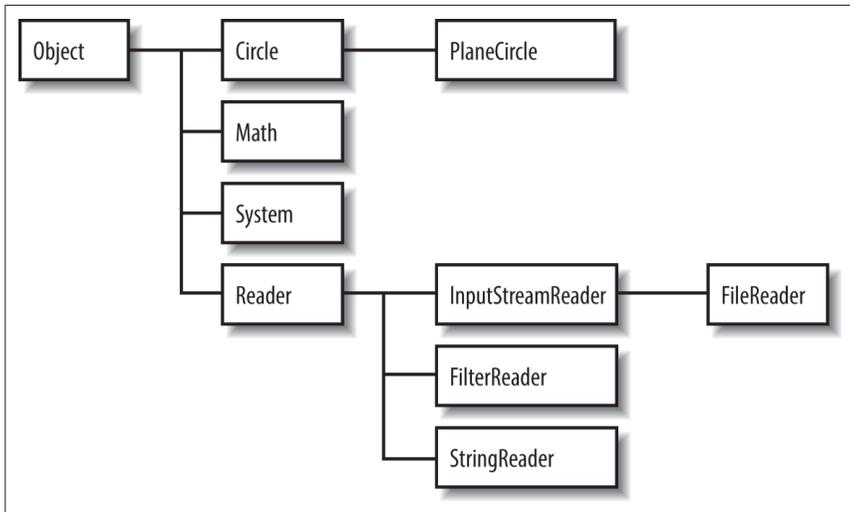 Object
Circle
PlaneCircle
Math
System
Reader
InputStreamReader
FileReader
FilterReader
StringReader